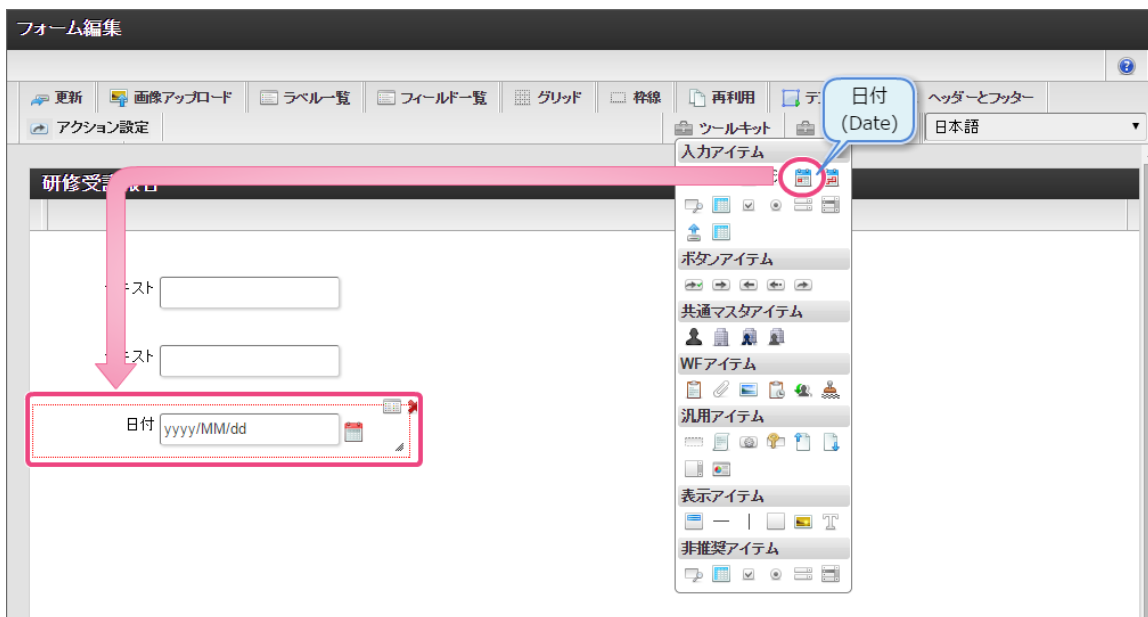 フォーム編集
更新 画像アップロード ラベル一覧 フィールド一覧 グリッド 枠線 再利用 ヘッダーとフッター
アクション設定 ツールキット 日本語
日付
(Date)
入力アイテム
研修受
ボタンアイテム
共通マスタアイテム
WFアイテム
汎用アイテム
表示アイテム
非推奨アイテム
キスト
キスト
日付 yyyy/MM/dd